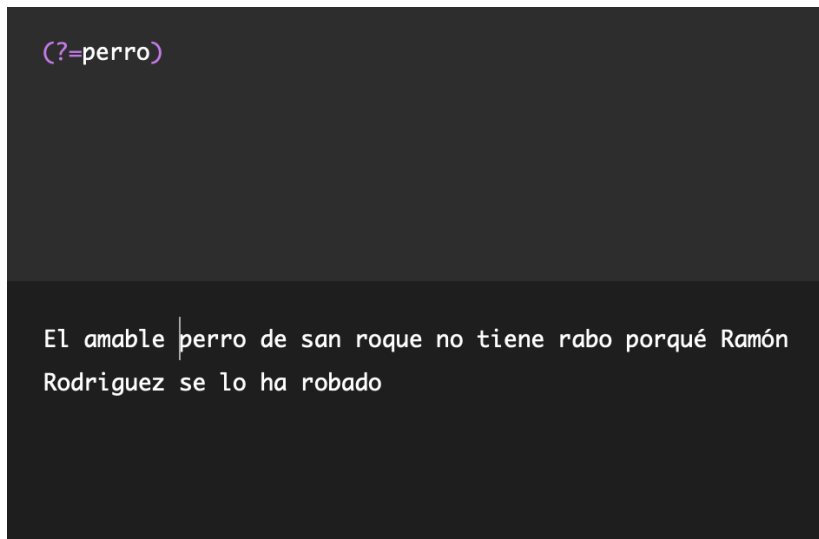 (?=perro)
El amable perro de san roque no tiene rabo porqué Ramón
Rodriguez se lo ha robado